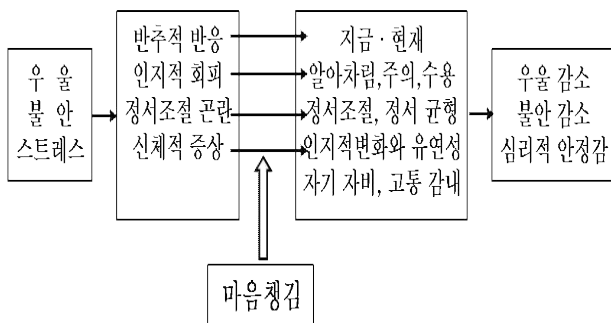 우 울
불 안
스트레스
반추적 반응
인지적 회피
정서조절 곤란
신체적 증상
지금 · 현재
알아차림,주의,수용
정서조절, 정서 균형
인지적변화와 유연성
자기 자비, 고통 감내
우울 감소
불안 감소
심리적 안정감
마음챙김